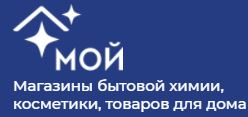 МОЙ
Магазины бытовой химии,
косметики, товаров для дома